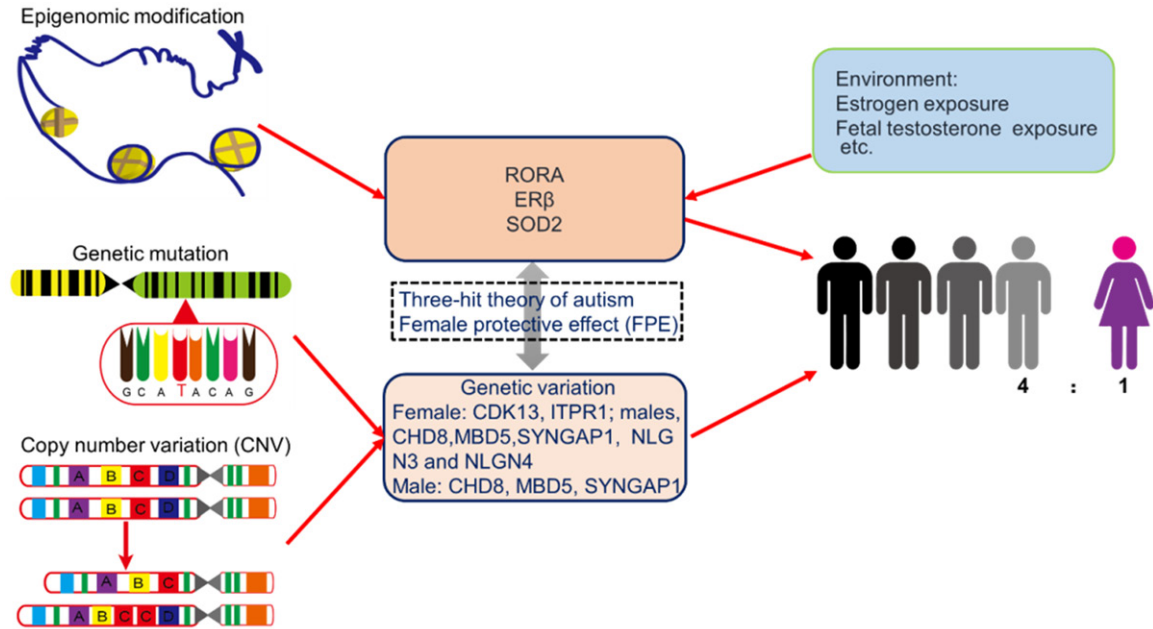 Epigenomic modification
Environment:
Estrogen exposure
Fetal testosterone exposure
etc.
RORA
ERβ
SOD2
Genetic mutation
G C A T A C A G
Three-hit theory of autism
Female protective effect (FPE)
4 : 1
Genetic variation
Female: CDK13, ITPR1; males,
CHD8,MBD5,SYNGAP1, NLG
N3 and NLGN4
Male: CHD8, MBD5, SYNGAP1
Copy number variation (CNV)
A B C D
A B C D
A B C
A B C C D